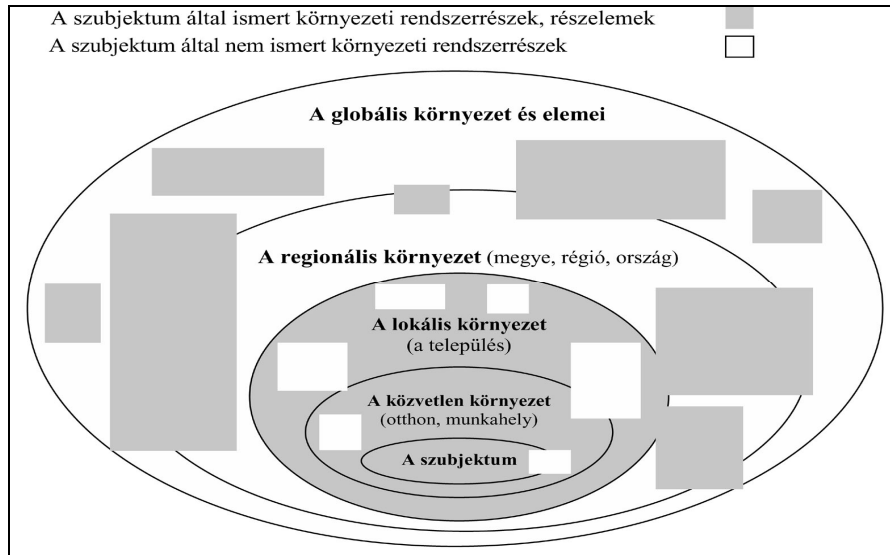 A szubjektum által ismert környezeti rendszerrészek, részelemek
A szubjektum által nem ismert környezeti rendszerrészek
A globális környezet és elemei
A regionális környezet (megye, régió, ország)
A lokális környezet
(a település)
A közvetlen környezet
(otthon, munkahely)
A szubjektum